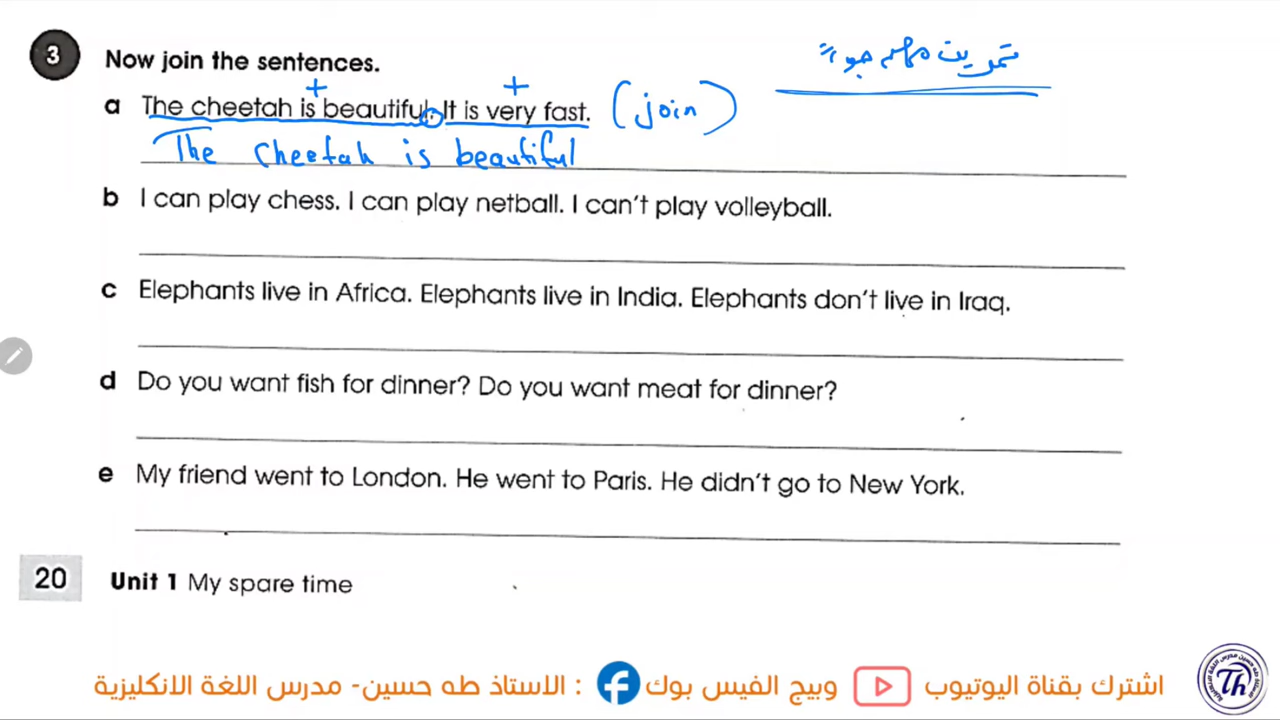 3 Now join the sentences.
تمرين مهم جداً
a The cheetah is beautiful. It is very fast. (join)
The cheetah is beautiful
b I can play chess. I can play netball. I can't play volleyball.
c Elephants live in Africa. Elephants live in India. Elephants don't live in Iraq.
d Do you want fish for dinner? Do you want meat for dinner?
e My friend went to London. He went to Paris. He didn't go to New York.
20 Unit 1 My spare time
اشترك بقناة اليوتيوب وبيج الفيس بوك : الاستاذ طه حسين- مدرس اللغة الانكليزية
Th